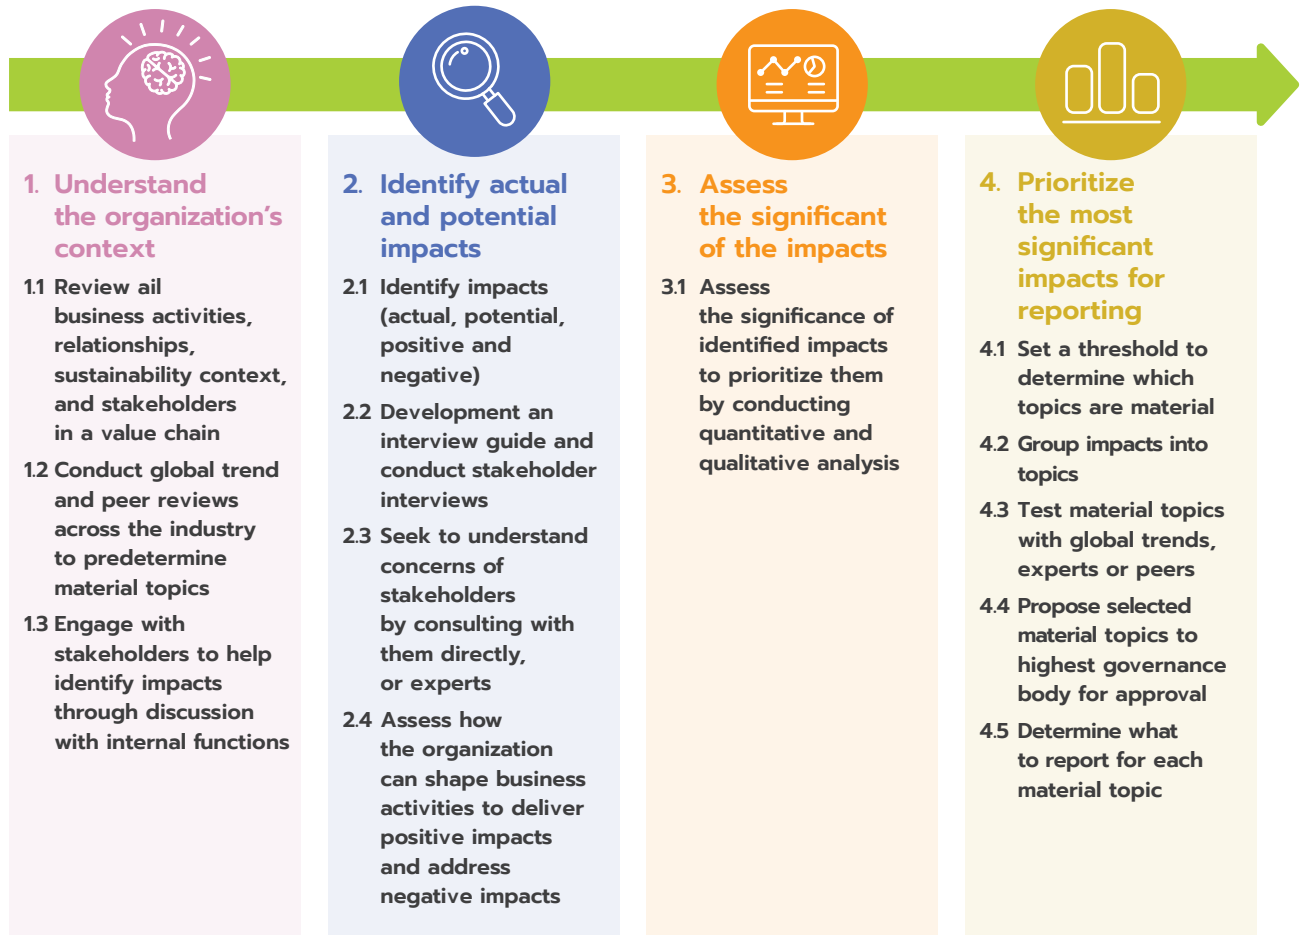 1. Understand
the organization's
context
1.1 Review ail
business activities,
relationships,
sustainability context,
and stakeholders
in a value chain
1.2 Conduct global trend
and peer reviews
across the industry
to predetermine
material topics
1.3 Engage with
stakeholders to help
identify impacts
through discussion
with internal functions
2. Identify actual
and potential
impacts
2.1 Identify impacts
(actual, potential,
positive and
negative)
2.2 Development an
interview guide and
conduct stakeholder
interviews
2.3 Seek to understand
concerns of
stakeholders
by consulting with
them directly,
or experts
2.4 Assess how
the organization
can shape business
activities to deliver
positive impacts
and address
negative impacts
3. Assess
the significant
of the impacts
3.1 Assess
the significance of
identified impacts
to prioritize them
by conducting
quantitative and
qualitative analysis
4. Prioritize
the most
significant
impacts for
reporting
4.1 Set a threshold to
determine which
topics are material
4.2 Group impacts into
topics
4.3 Test material topics
with global trends,
experts or peers
4.4 Propose selected
material topics to
highest governance
body for approval
4.5 Determine what
to report for each
material topic